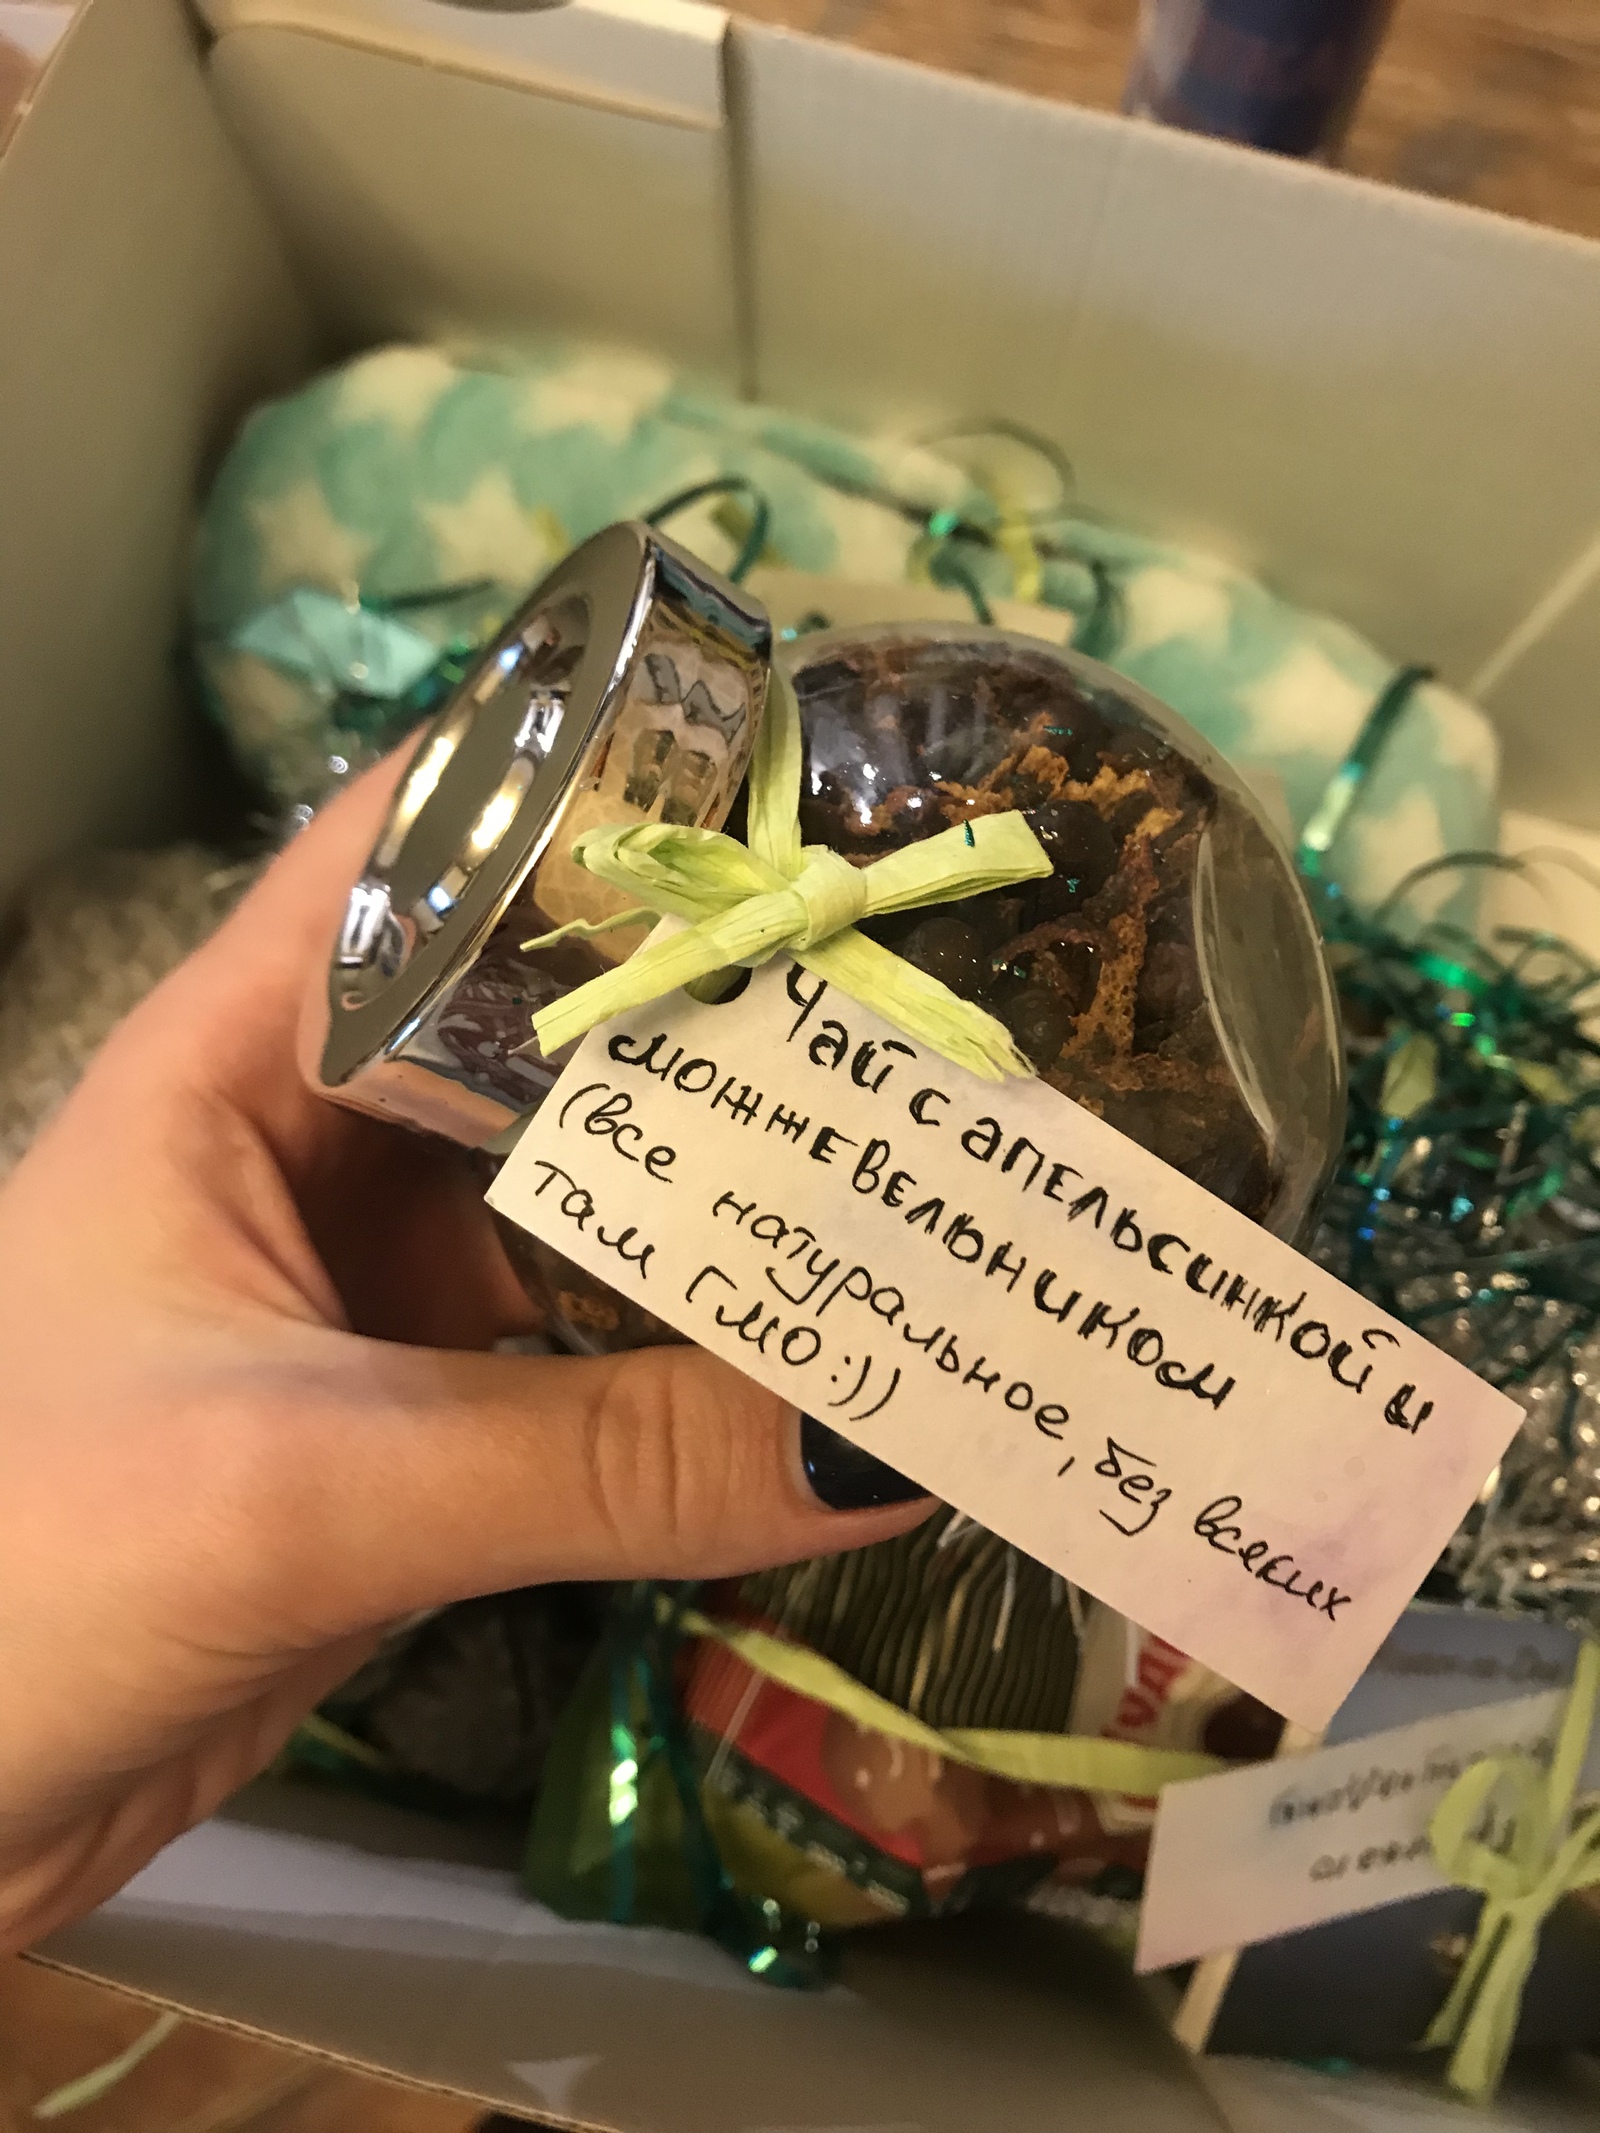 Чай с апельсинкой и
можжевельником
(все натуральное, без всяких
там ГМО :))